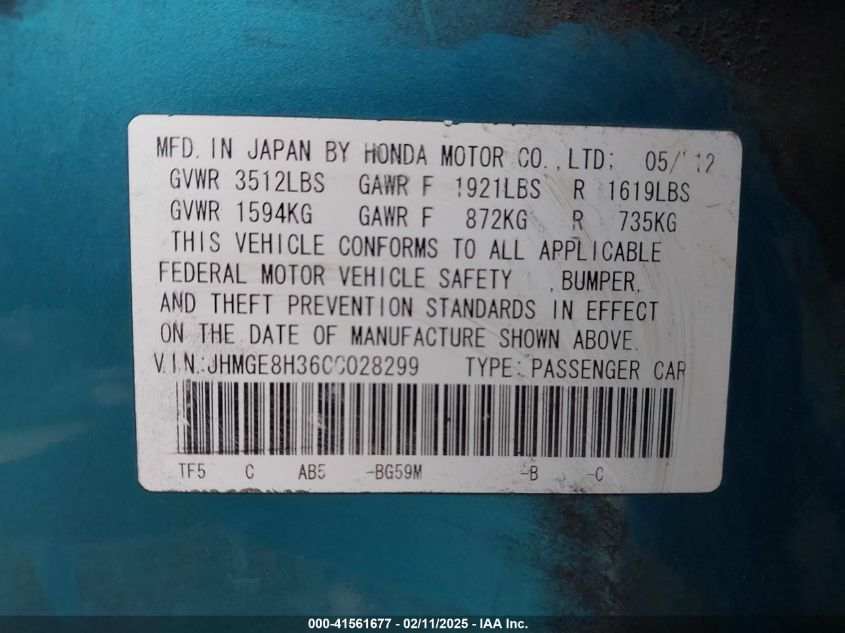 MFD. IN JAPAN BY HONDA MOTOR CO.,LTD: 05/'12
GVWR 3512LBS GAWR F 1921LBS R 1619LBS
GVWR 1594KG GAWR F 872KG R 735KG
THIS VEHICLE CONFORMS TO ALL APPLICABLE
FEDERAL MOTOR VEHICLE SAFETY ,BUMPER,
AND THEFT PREVENTION STANDARDS IN EFFECT
ON THE DATE OF MANUFACTURE SHOWN ABOVE.
V.I.N.:JHMGE8H36CC028299 TYPE:PASSENGER CAR
TF5 C AB5 -BG59M -B -C
000-41561677 - 02/11/2025 - IAA Inc.